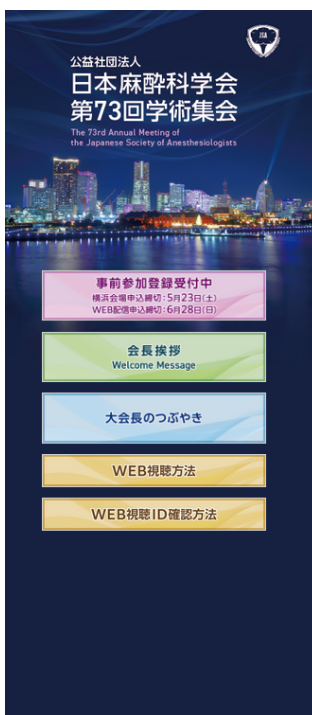 JSA
公益社団法人
日本麻酔科学会
第73回学術集会
The 73rd Annual Meeting of
the Japanese Society of Anesthesiologists
事前参加登録受付中
横浜会場申込締切：5月23日(土)
WEB配信申込締切：6月28日(日)
会長挨拶
Welcome Message
大会長のつぶやき
WEB視聴方法
WEB視聴ID確認方法